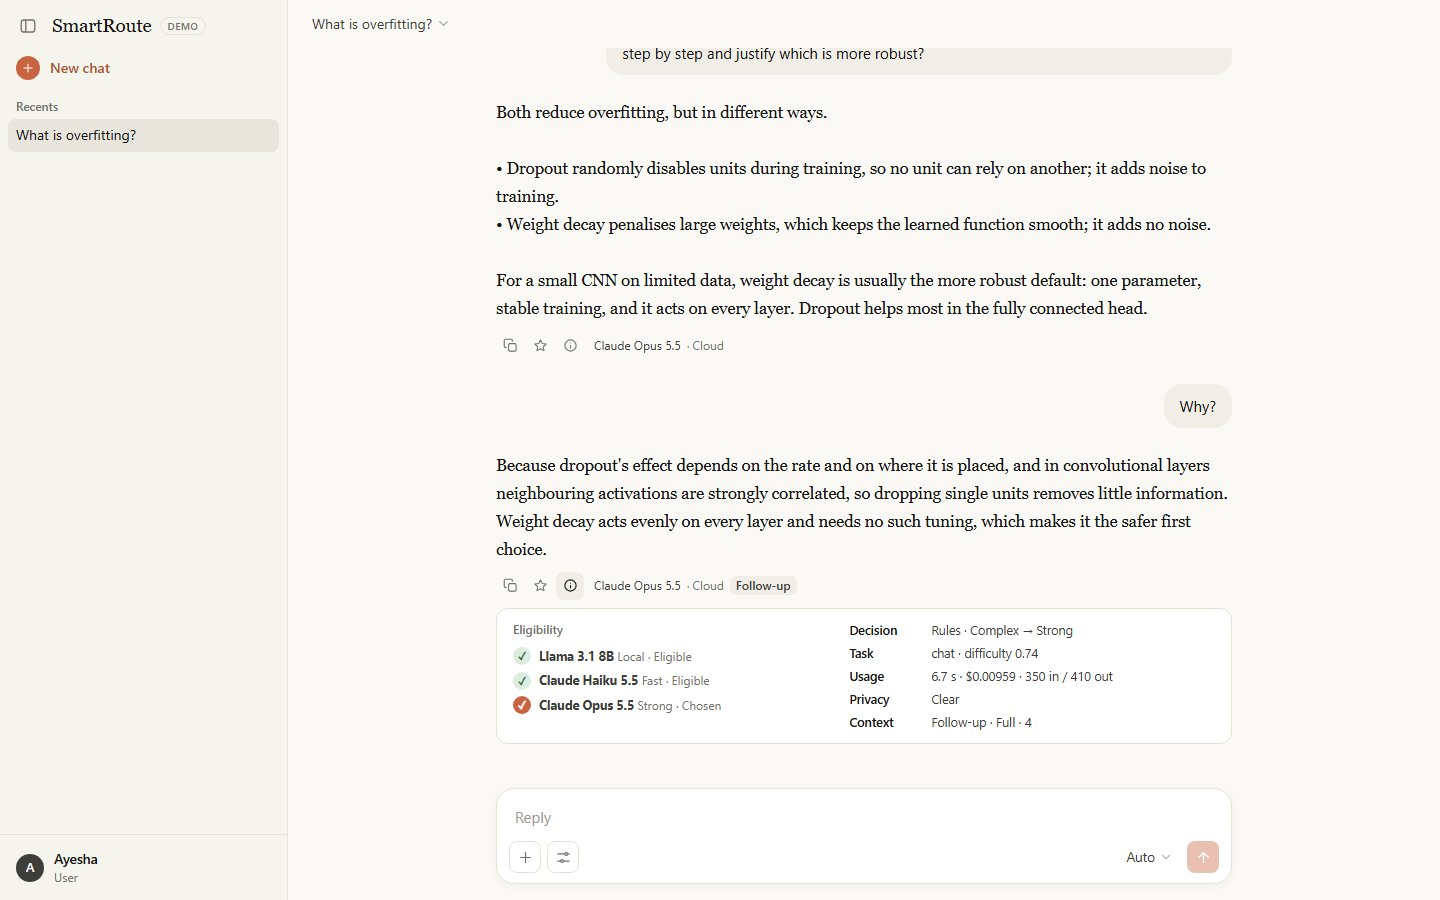 SmartRoute DEMO
New chat
Recents
What is overfitting?
A
Ayesha
User
What is overfitting?
step by step and justify which is more robust?
Both reduce overfitting, but in different ways.
• Dropout randomly disables units during training, so no unit can rely on another; it adds noise to
training.
• Weight decay penalises large weights, which keeps the learned function smooth; it adds no noise.
For a small CNN on limited data, weight decay is usually the more robust default: one parameter,
stable training, and it acts on every layer. Dropout helps most in the fully connected head.
Claude Opus 5.5 · Cloud
Why?
Because dropout's effect depends on the rate and on where it is placed, and in convolutional layers
neighbouring activations are strongly correlated, so dropping single units removes little information.
Weight decay acts evenly on every layer and needs no such tuning, which makes it the safer first
choice.
Claude Opus 5.5 · Cloud Follow-up
Eligibility
Llama 3.1 8B Local · Eligible
Claude Haiku 5.5 Fast · Eligible
Claude Opus 5.5 Strong · Chosen
Decision Rules · Complex → Strong
Task chat · difficulty 0.74
Usage 6.7 s · $0.00959 · 350 in / 410 out
Privacy Clear
Context Follow-up · Full · 4
Reply
Auto